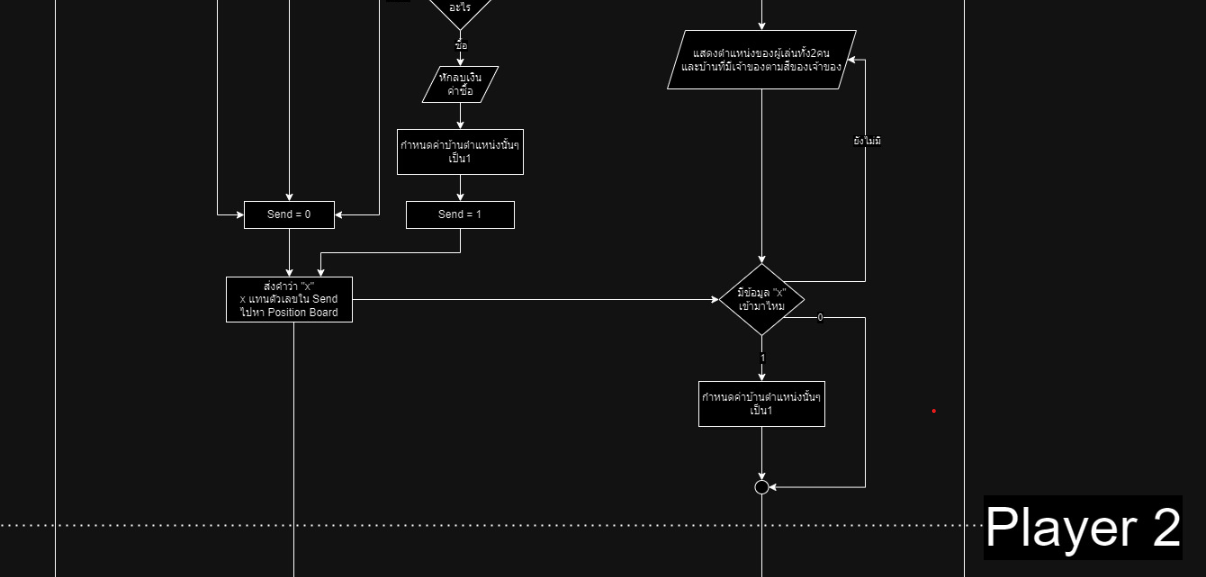 อะไร
ซื้อ
หักลบเงิน
ค่าซื้อ
กำหนดค่าบ้านตำแหน่งนั้นๆ
เป็น1
Send = 0
Send = 1
ส่งคำว่า "x"
x แทนตัวเลขใน Send
ไปหา Position Board
แสดงตำแหน่งของผู้เล่นทั้ง2คน
และบ้านที่มีเจ้าของตามสีของเจ้าของ
ยังไม่มี
มีข้อมูล "x"
เข้ามาไหม
0
1
กำหนดค่าบ้านตำแหน่งนั้นๆ
เป็น1
Player 2